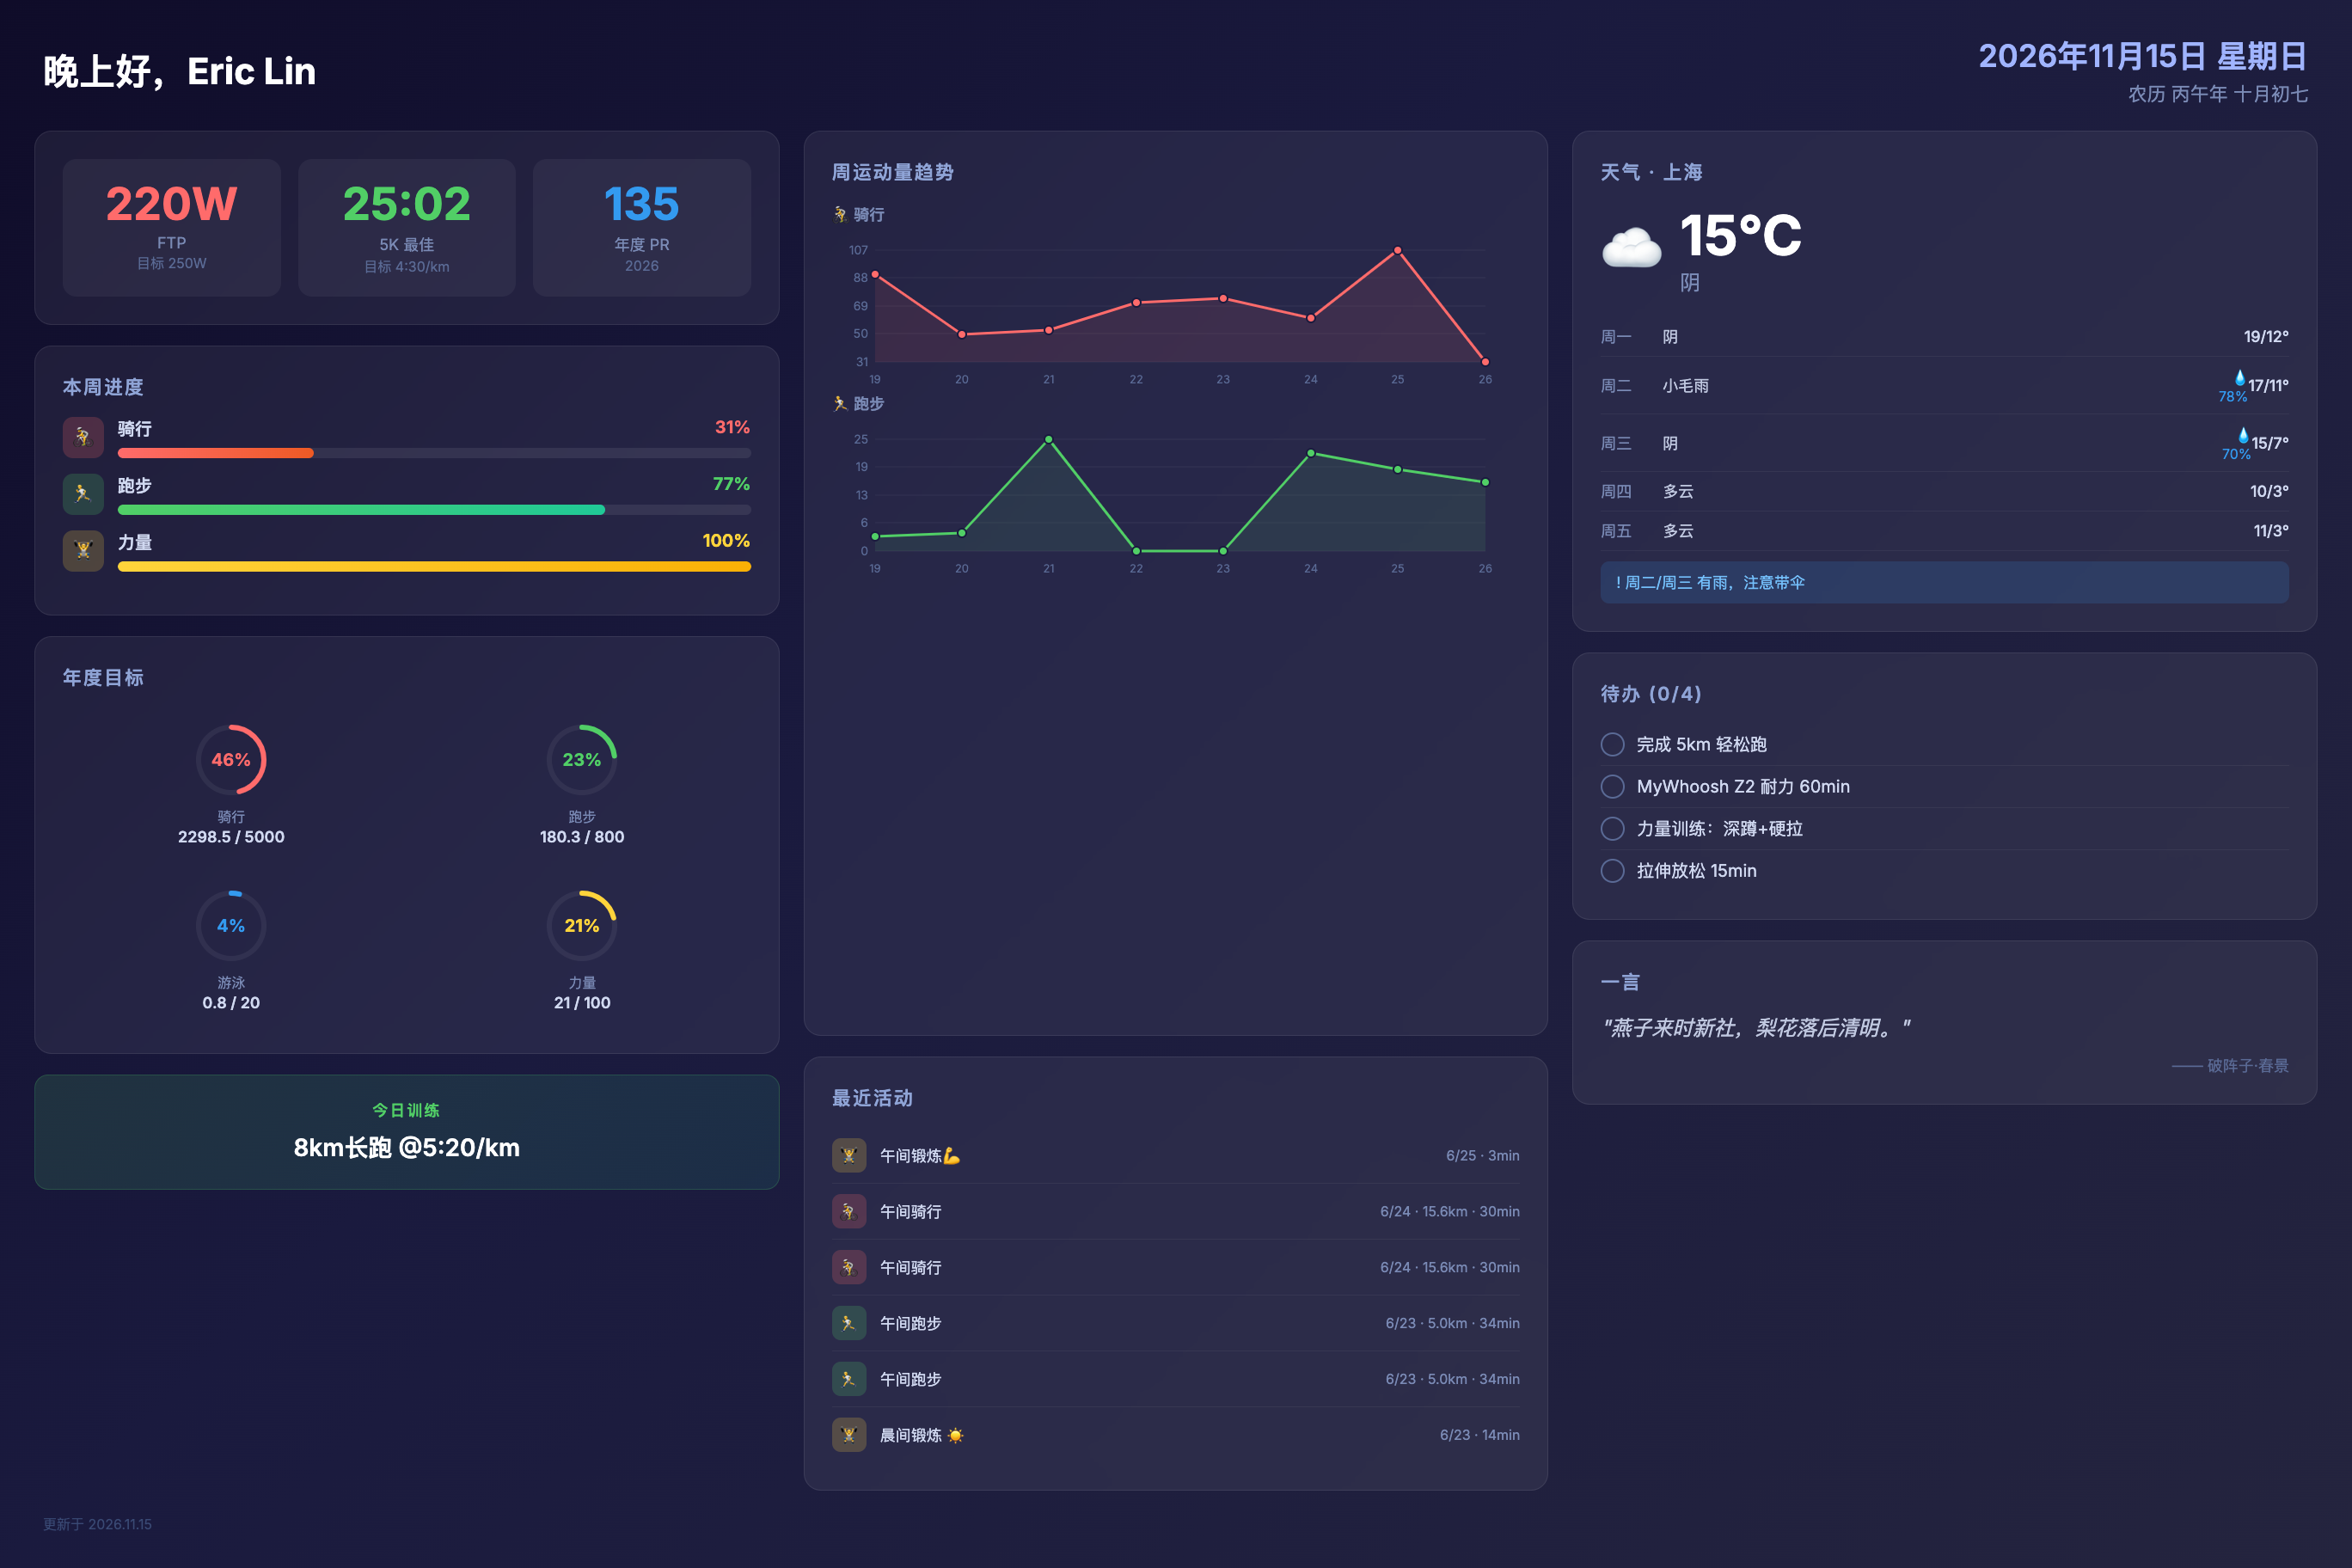 晚上好，Eric Lin
2026年11月15日 星期日
农历 丙午年 十月初七
220W
FTP
目标 250W
25:02
5K 最佳
目标 4:30/km
135
年度 PR
2026
本周进度
骑行 31%
跑步 77%
力量 100%
年度目标
46%
骑行
2298.5 / 5000
23%
跑步
180.3 / 800
4%
游泳
0.8 / 20
21%
力量
21 / 100
今日训练
8km长跑 @5:20/km
周运动量趋势
骑行
107
88
69
50
31
19 20 21 22 23 24 25 26
跑步
25
19
13
6
0
19 20 21 22 23 24 25 26
最近活动
午间锻炼💪 6/25 · 3min
午间骑行 6/24 · 15.6km · 30min
午间骑行 6/24 · 15.6km · 30min
午间跑步 6/23 · 5.0km · 34min
午间跑步 6/23 · 5.0km · 34min
晨间锻炼 ☀️ 6/23 · 14min
天气 · 上海
15°C
阴
周一 阴 19/12°
周二 小毛雨 💧78% 17/11°
周三 阴 💧70% 15/7°
周四 多云 10/3°
周五 多云 11/3°
! 周二/周三 有雨，注意带伞
待办 (0/4)
完成 5km 轻松跑
MyWhoosh Z2 耐力 60min
力量训练：深蹲+硬拉
拉伸放松 15min
一言
"燕子来时新社，梨花落后清明。"
—— 破阵子·春景
更新于 2026.11.15